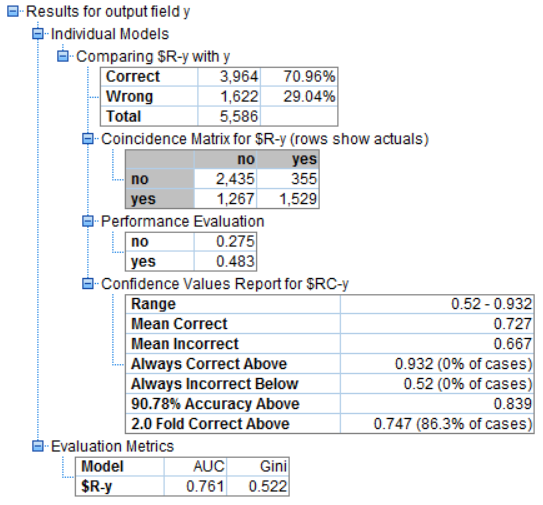 Results for output field y
Individual Models
Comparing $R-y with y
Correct 3,964 70.96%
Wrong 1,622 29.04%
Total 5,586
Coincidence Matrix for $R-y (rows show actuals)
no yes
no 2,435 355
yes 1,267 1,529
Performance Evaluation
no 0.275
yes 0.483
Confidence Values Report for $RC-y
Range 0.52 - 0.932
Mean Correct 0.727
Mean Incorrect 0.667
Always Correct Above 0.932 (0% of cases)
Always Incorrect Below 0.52 (0% of cases)
90.78% Accuracy Above 0.839
2.0 Fold Correct Above 0.747 (86.3% of cases)
Evaluation Metrics
Model AUC Gini
$R-y 0.761 0.522